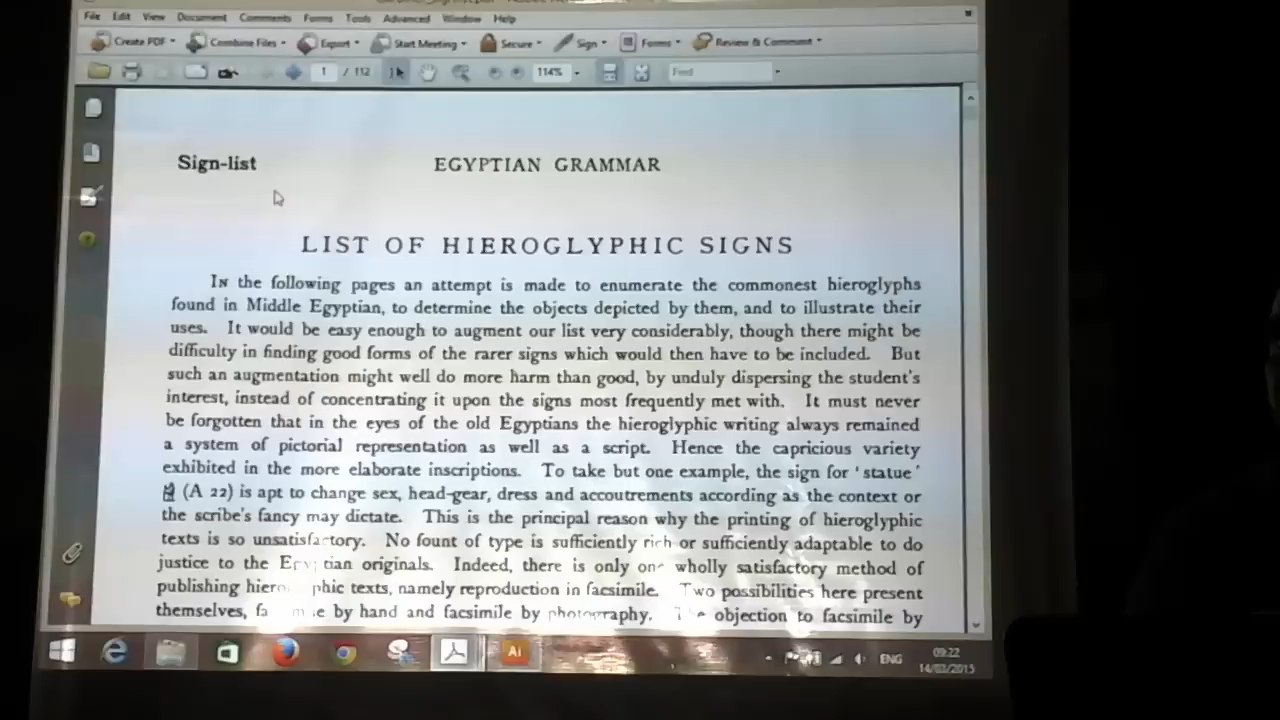 File Edit View Document Comments Forms Tools Advanced Window Help
Create PDF Combine Files Export Start Meeting Secure Sign Forms Review & Comment
1 / 112 114% Find
Sign-list EGYPTIAN GRAMMAR
LIST OF HIEROGLYPHIC SIGNS
IN the following pages an attempt is made to enumerate the commonest hieroglyphs
found in Middle Egyptian, to determine the objects depicted by them, and to illustrate their
uses. It would be easy enough to augment our list very considerably, though there might be
difficulty in finding good forms of the rarer signs which would then have to be included. But
such an augmentation might well do more harm than good, by unduly dispersing the student's
interest, instead of concentrating it upon the signs most frequently met with. It must never
be forgotten that in the eyes of the old Egyptians the hieroglyphic writing always remained
a system of pictorial representation as well as a script. Hence the capricious variety
exhibited in the more elaborate inscriptions. To take but one example, the sign for 'statue'
(A 22) is apt to change sex, head-gear, dress and accoutrements according as the context or
the scribe's fancy may dictate. This is the principal reason why the printing of hieroglyphic
texts is so unsatisfactory. No fount of type is sufficiently rich or sufficiently adaptable to do
justice to the Egyptian originals. Indeed, there is only one wholly satisfactory method of
publishing hieroglyphic texts, namely reproduction in facsimile. Two possibilities here present
themselves, facsimile by hand and facsimile by photography. The objection to facsimile by
Ai ENG 09:22
14/03/2015